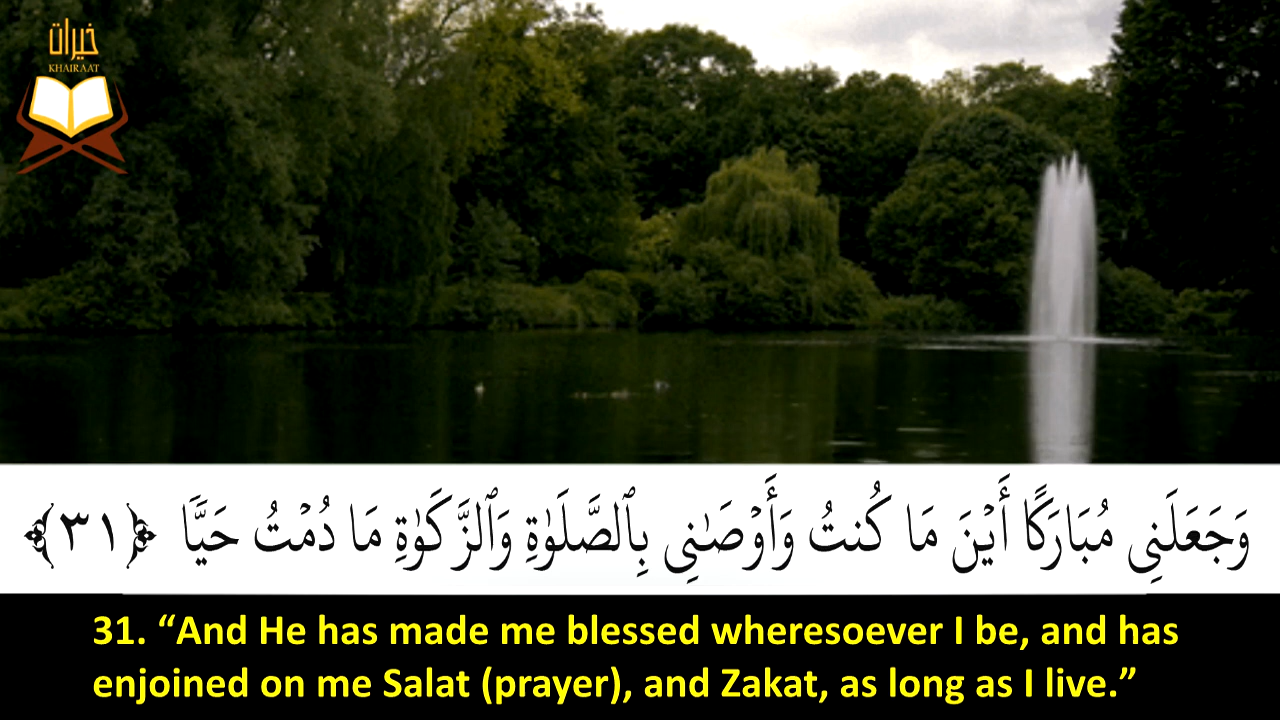 خيرات
KHAIRAAT
وَجَعَلَنِى مُبَارَكًا أَيْنَ مَا كُنتُ وَأَوْصَٰنِى بِٱلصَّلَوٰةِ وَٱلزَّكَوٰةِ مَا دُمْتُ حَيًّا ﴿٣١﴾
31. “And He has made me blessed wheresoever I be, and has
enjoined on me Salat (prayer), and Zakat, as long as I live.”